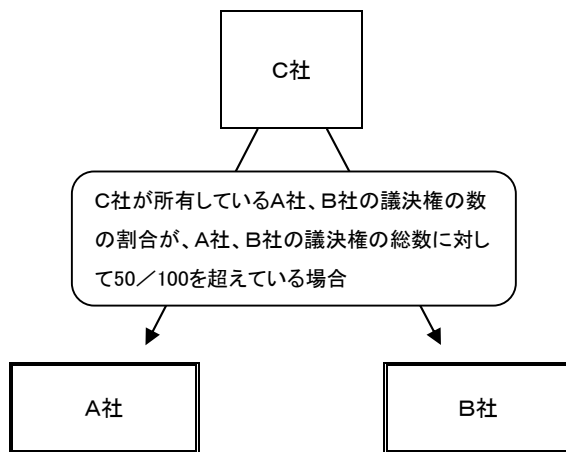 C社
C社が所有しているA社、B社の議決権の数
の割合が、A社、B社の議決権の総数に対し
て50/100を超えている場合
A社
B社